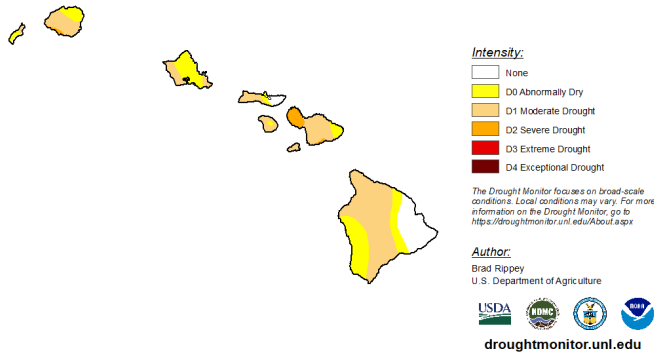 Intensity:
None
D0 Abnormally Dry
D1 Moderate Drought
D2 Severe Drought
D3 Extreme Drought
D4 Exceptional Drought
The Drought Monitor focuses on broad-scale
conditions. Local conditions may vary. For more
information on the Drought Monitor, go to
https://droughtmonitor.unl.edu/About.aspx
Author:
Brad Rippey
U.S. Department of Agriculture
USDA
NDMC
NOAA
droughtmonitor.unl.edu